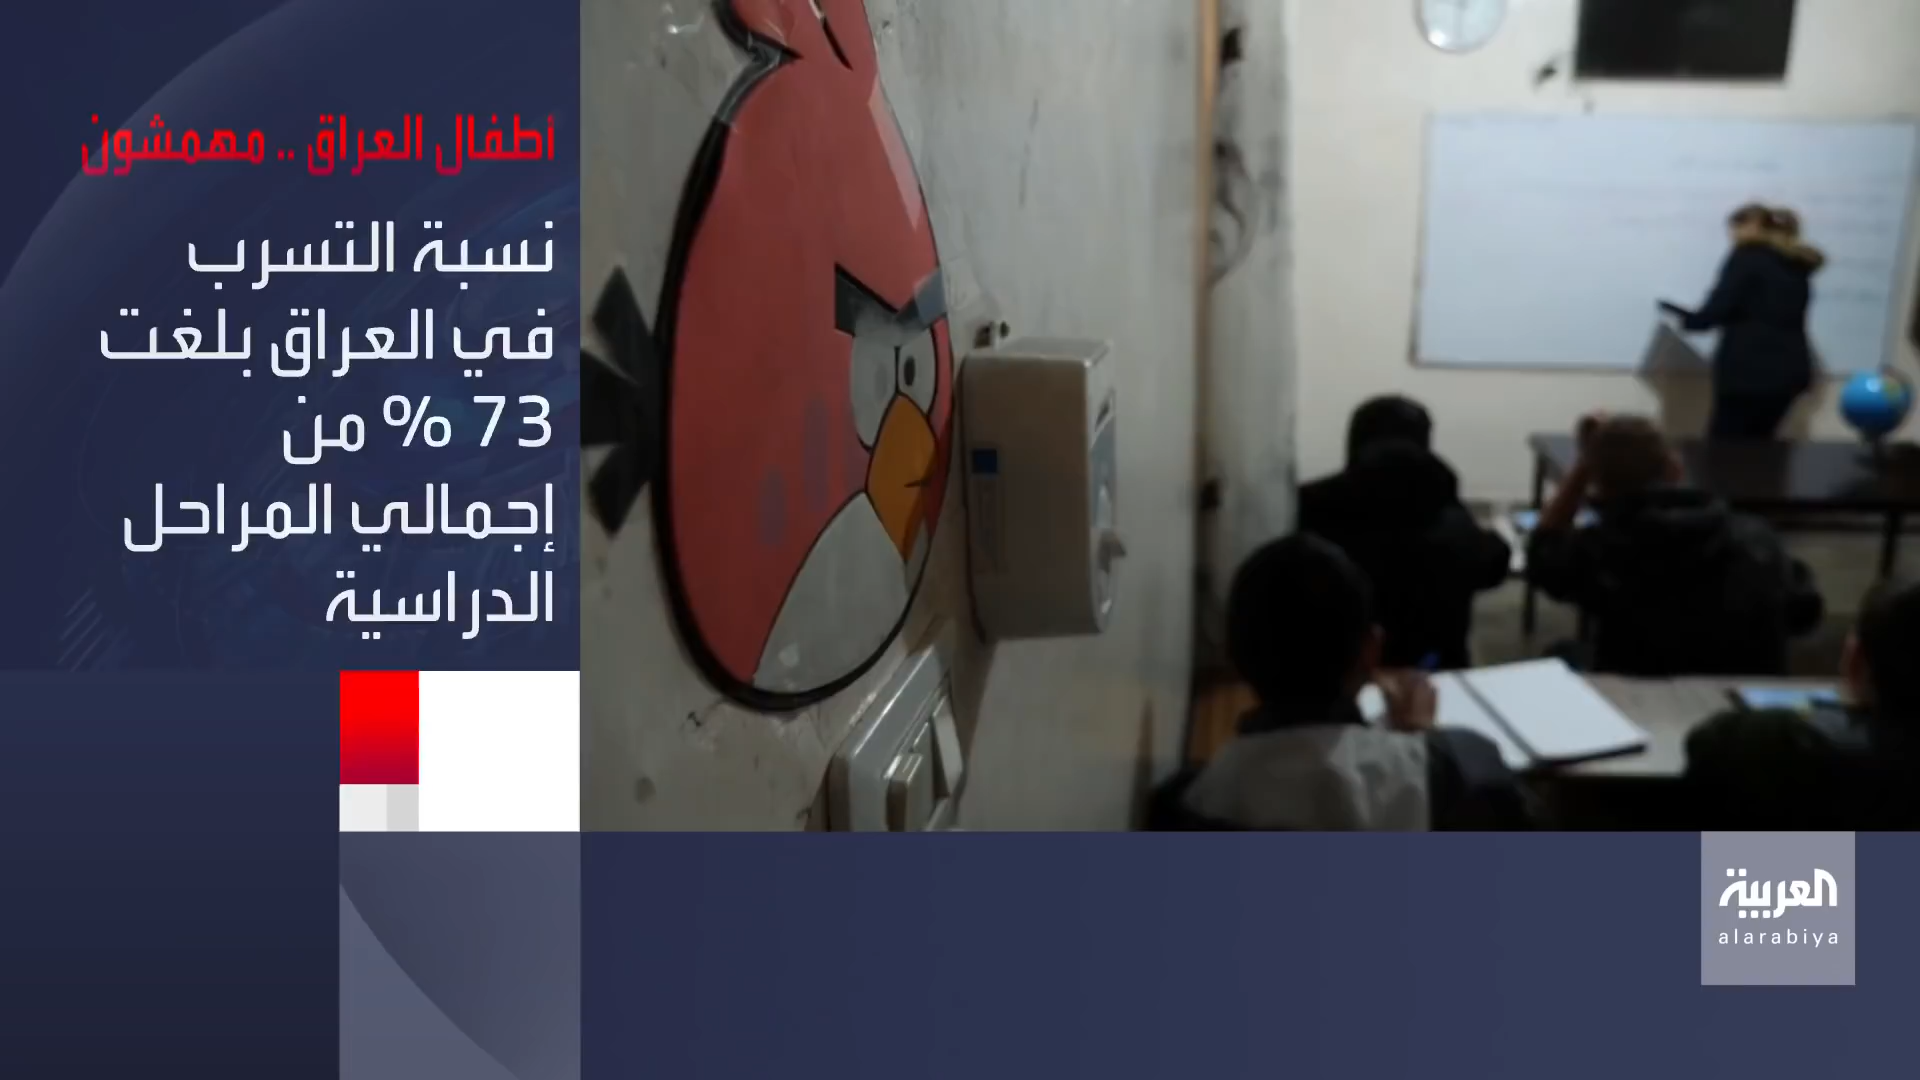 أطفال العراق .. مهمشون
نسبة التسرب
في العراق بلغت
73 % من
إجمالي المراحل
الدراسية
العربية
alarabiya